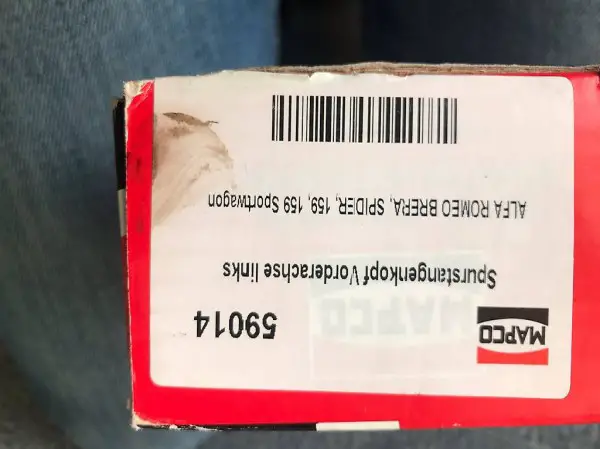 MAPCO
59014
Spurstangenkopf Vorderachse links
ALFA ROMEO BRERA, SPIDER, 159, 159 Sportwagon